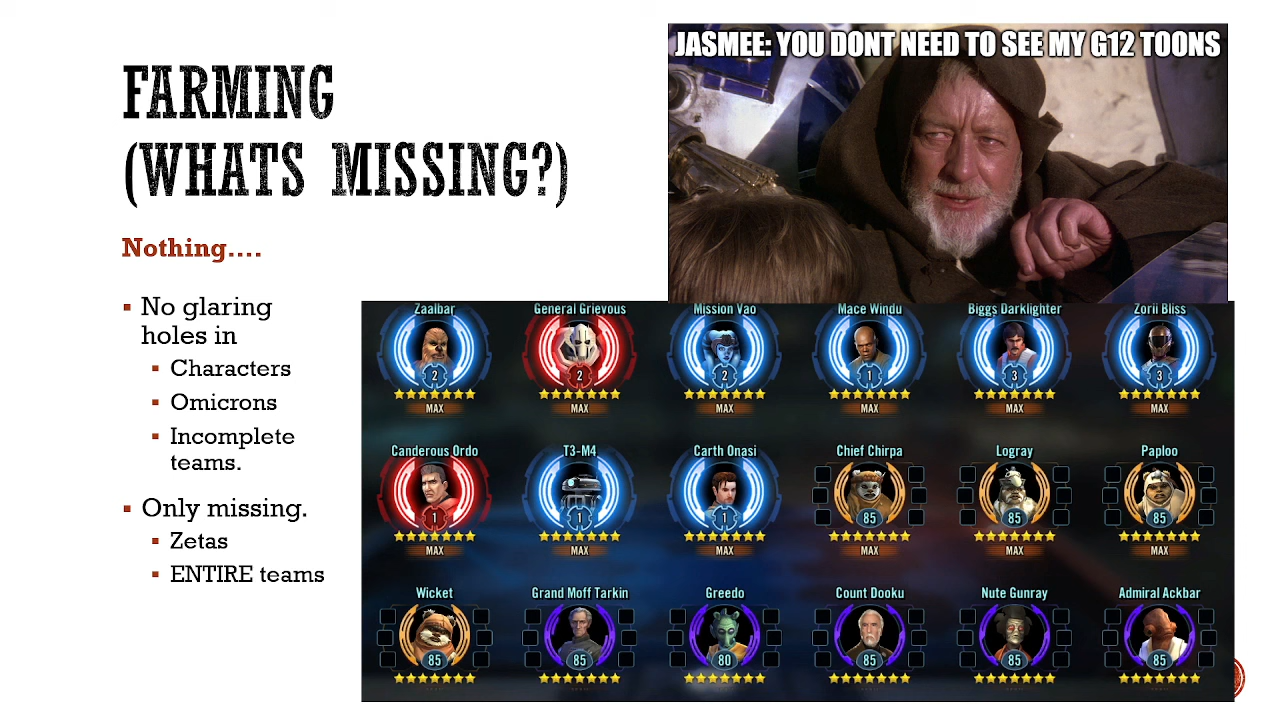 JASMEE: YOU DONT NEED TO SEE MY G12 TOONS
FARMING
(WHATS MISSING?)
Nothing....
▪ No glaring
holes in
▪ Characters
▪ Omicrons
▪ Incomplete
teams.
▪ Only missing.
▪ Zetas
▪ ENTIRE teams
Zaalbar General Grievous Mission Vao Mace Windu Biggs Darklighter Zorii Bliss
2 2 2 1 3 3
MAX MAX MAX MAX MAX MAX
Canderous Ordo T3-M4 Carth Onasi Chief Chirpa Logray Paploo
1 1 1 85 85 85
MAX MAX MAX MAX MAX MAX
Wicket Grand Moff Tarkin Greedo Count Dooku Nute Gunray Admiral Ackbar
85 85 80 85 85 85